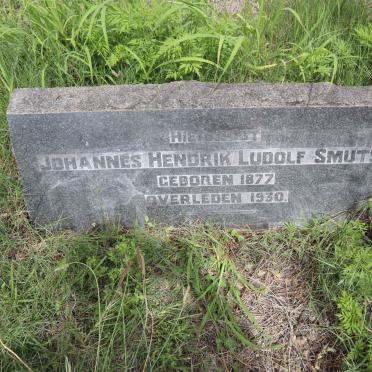 HIER RUST
JOHANNES HENDRIK LUDOLF SMUTS
GEBOREN 1877
OVERLEDEN 1930.